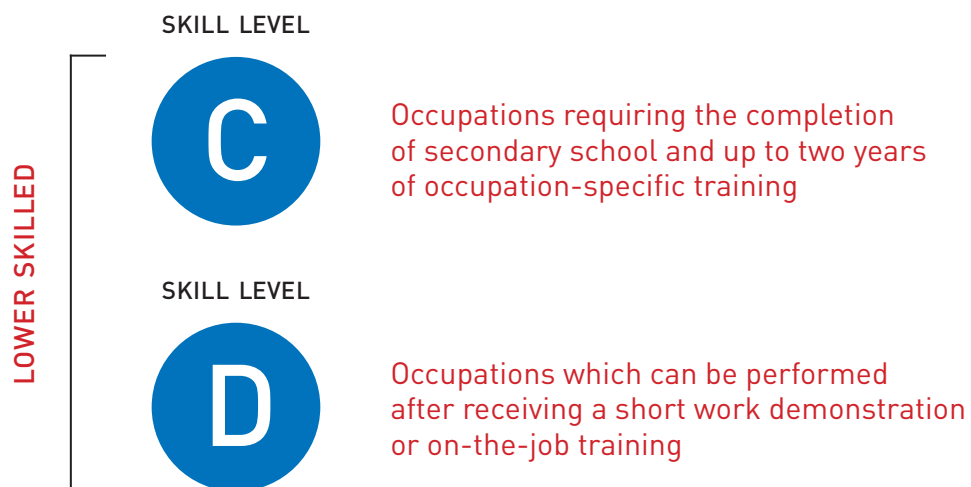 LOWER SKILLED
SKILL LEVEL
C
Occupations requiring the completion
of secondary school and up to two years
of occupation-specific training
SKILL LEVEL
D
Occupations which can be performed
after receiving a short work demonstration
or on-the-job training